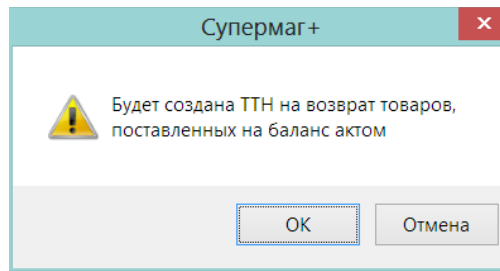 Супермаг+
x
Будет создана ТТН на возврат товаров,
поставленных на баланс актом
OK
Отмена